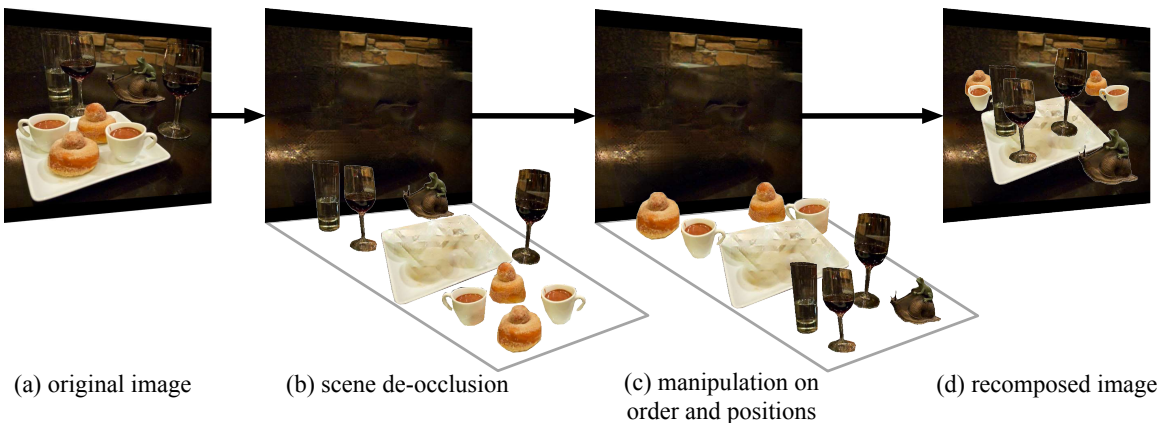 (a) original image
(b) scene de-occlusion
(c) manipulation on
order and positions
(d) recomposed image